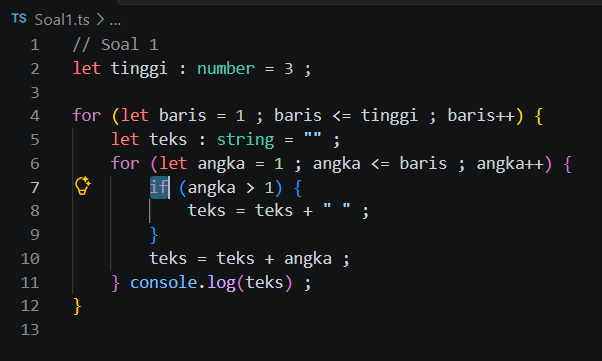 TS Soal1.ts > ...
1 // Soal 1
2 let tinggi : number = 3 ;
3
4 for (let baris = 1 ; baris <= tinggi ; baris++) {
5     let teks : string = "" ;
6     for (let angka = 1 ; angka <= baris ; angka++) {
7         if (angka > 1) {
8             teks = teks + " " ;
9         }
10         teks = teks + angka ;
11     } console.log(teks) ;
12 }
13